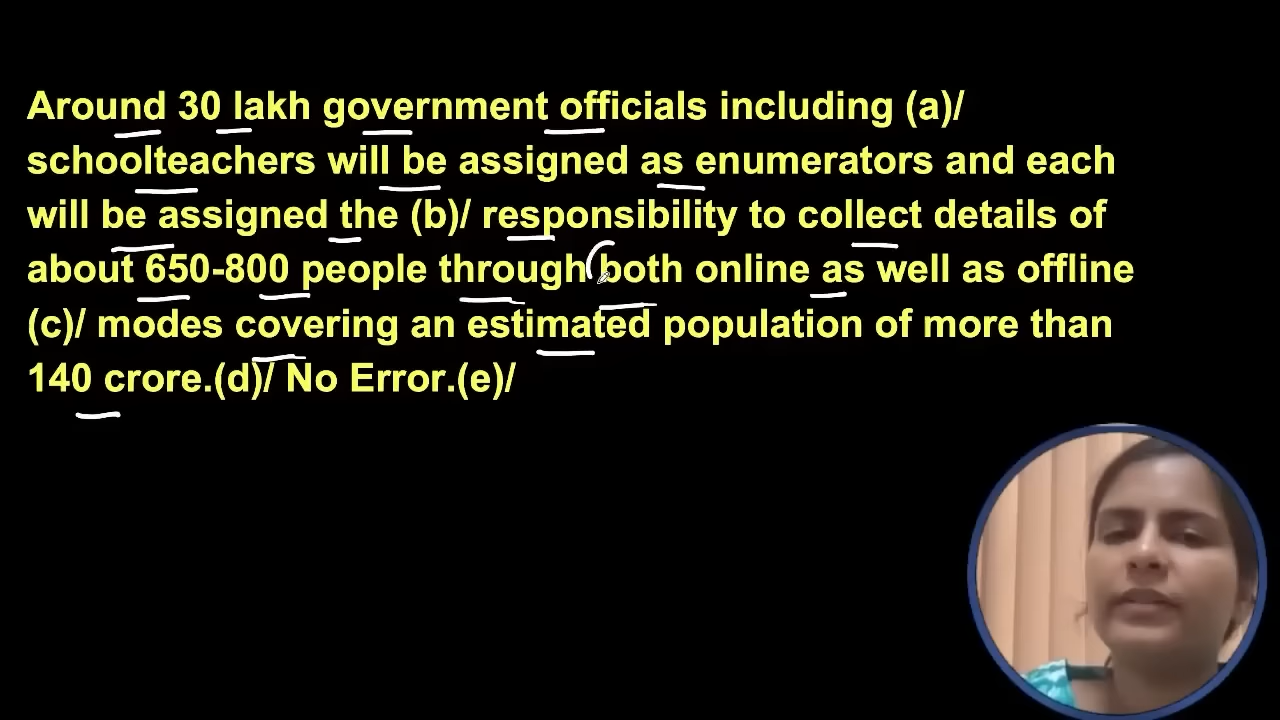 Around 30 lakh government officials including (a)/
schoolteachers will be assigned as enumerators and each
will be assigned the (b)/ responsibility to collect details of
about 650-800 people through both online as well as offline
(c)/ modes covering an estimated population of more than
140 crore.(d)/ No Error.(e)/